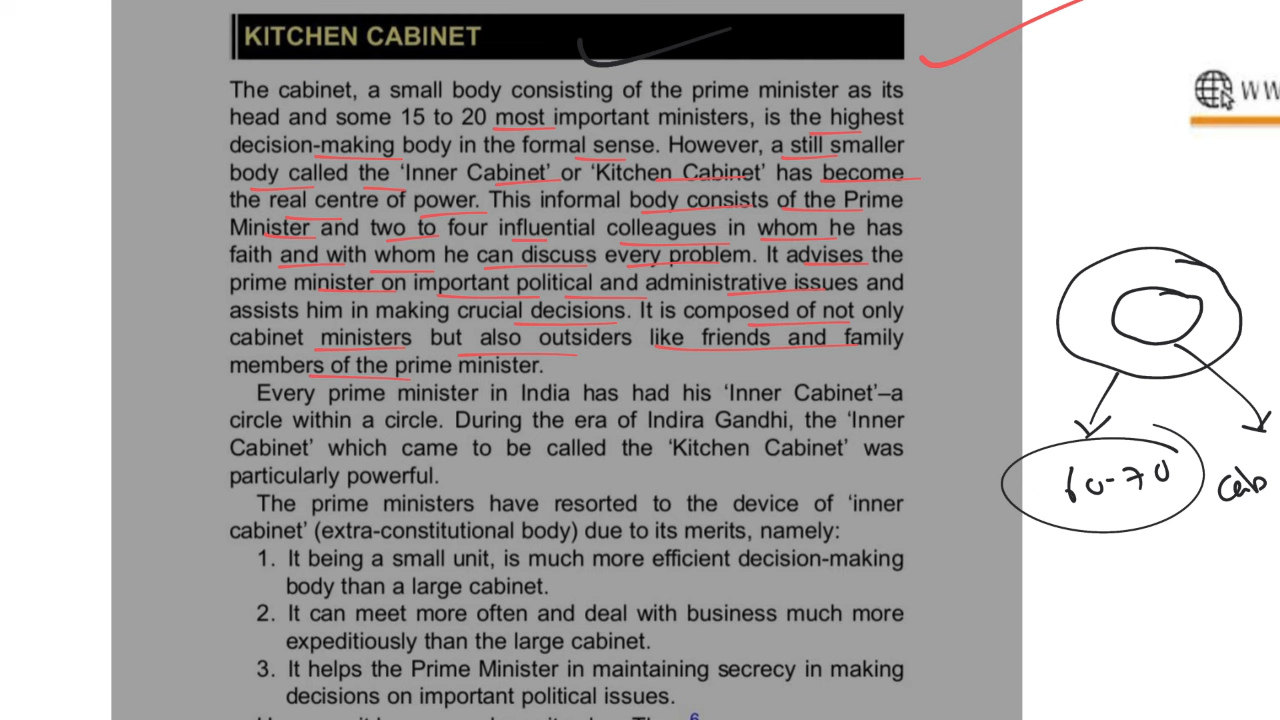 KITCHEN CABINET
The cabinet, a small body consisting of the prime minister as its
head and some 15 to 20 most important ministers, is the highest
decision-making body in the formal sense. However, a still smaller
body called the ‘Inner Cabinet’ or ‘Kitchen Cabinet’ has become
the real centre of power. This informal body consists of the Prime
Minister and two to four influential colleagues in whom he has
faith and with whom he can discuss every problem. It advises the
prime minister on important political and administrative issues and
assists him in making crucial decisions. It is composed of not only
cabinet ministers but also outsiders like friends and family
members of the prime minister.
Every prime minister in India has had his ‘Inner Cabinet’–a
circle within a circle. During the era of Indira Gandhi, the ‘Inner
Cabinet’ which came to be called the ‘Kitchen Cabinet’ was
particularly powerful.
The prime ministers have resorted to the device of ‘inner
cabinet’ (extra-constitutional body) due to its merits, namely:
1. It being a small unit, is much more efficient decision-making
body than a large cabinet.
2. It can meet more often and deal with business much more
expeditiously than the large cabinet.
3. It helps the Prime Minister in maintaining secrecy in making
decisions on important political issues.
6
WW
60-70
Cab